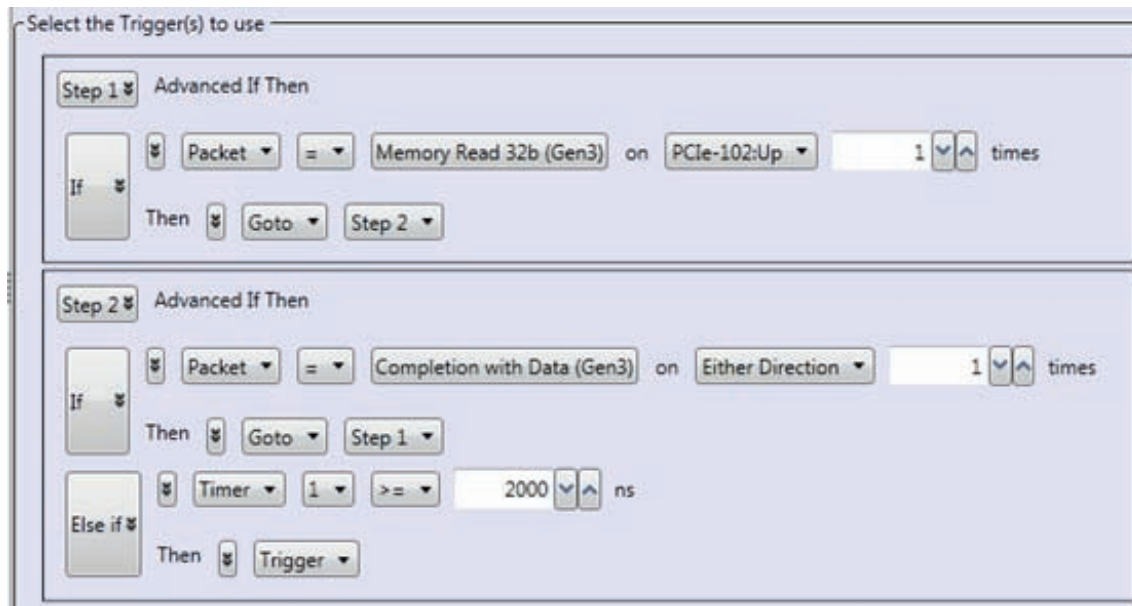 Select the Trigger(s) to use
Step 1 Advanced If Then
If Packet = Memory Read 32b (Gen3) on PCIe-102:Up 1 times
Then Goto Step 2
Step 2 Advanced If Then
If Packet = Completion with Data (Gen3) on Either Direction 1 times
Then Goto Step 1
Else if Timer 1 >= 2000 ns
Then Trigger